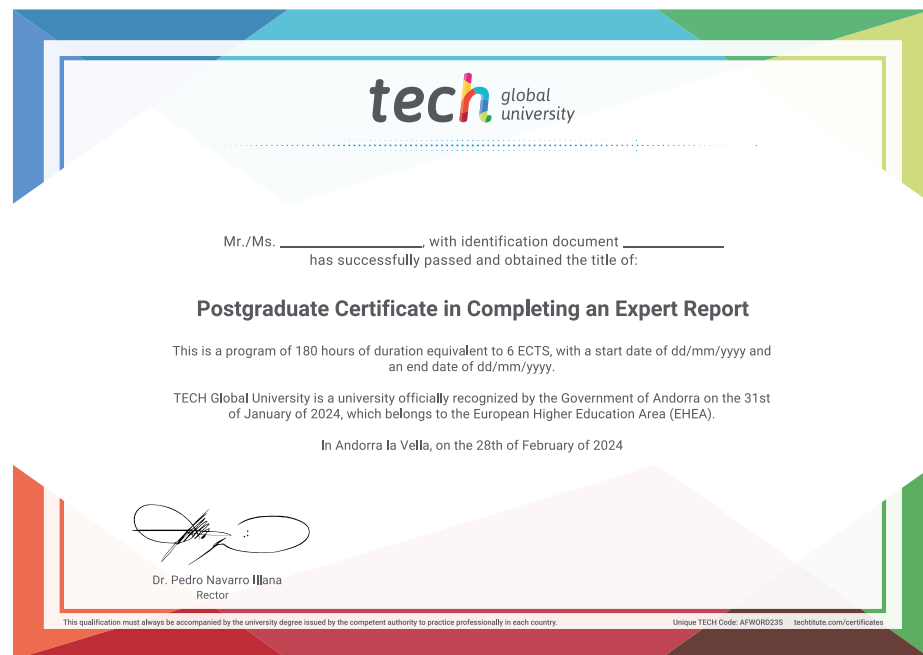 tech global
university
Mr./Ms. ____________, with identification document ____________
has successfully passed and obtained the title of:
Postgraduate Certificate in Completing an Expert Report
This is a program of 180 hours of duration equivalent to 6 ECTS, with a start date of dd/mm/yyyy and
an end date of dd/mm/yyyy.
TECH Global University is a university officially recognized by the Government of Andorra on the 31st
of January of 2024, which belongs to the European Higher Education Area (EHEA).
In Andorra la Vella, on the 28th of February of 2024
Dr. Pedro Navarro Illana
Rector
This qualification must always be accompanied by the university degree issued by the competent authority to practice professionally in each country. Unique TECH Code: AFWORD23S techtitute.com/certificates